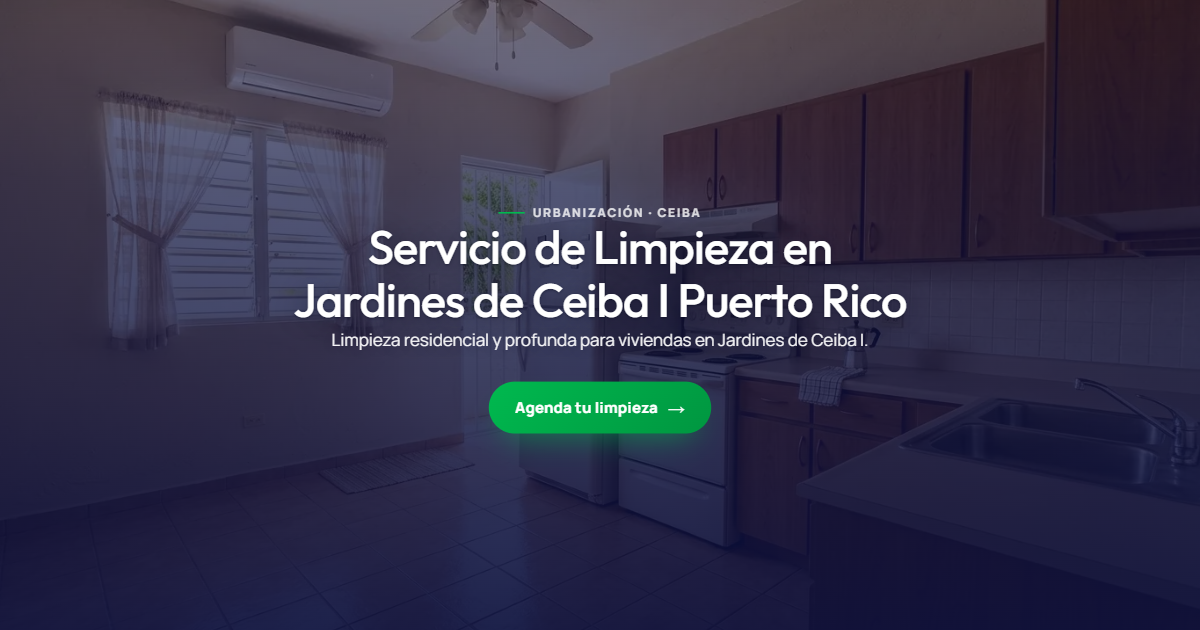 URBANIZACIÓN · CEIBA
Servicio de Limpieza en
Jardines de Ceiba I Puerto Rico
Limpieza residencial y profunda para viviendas en Jardines de Ceiba I.
Agenda tu limpieza →